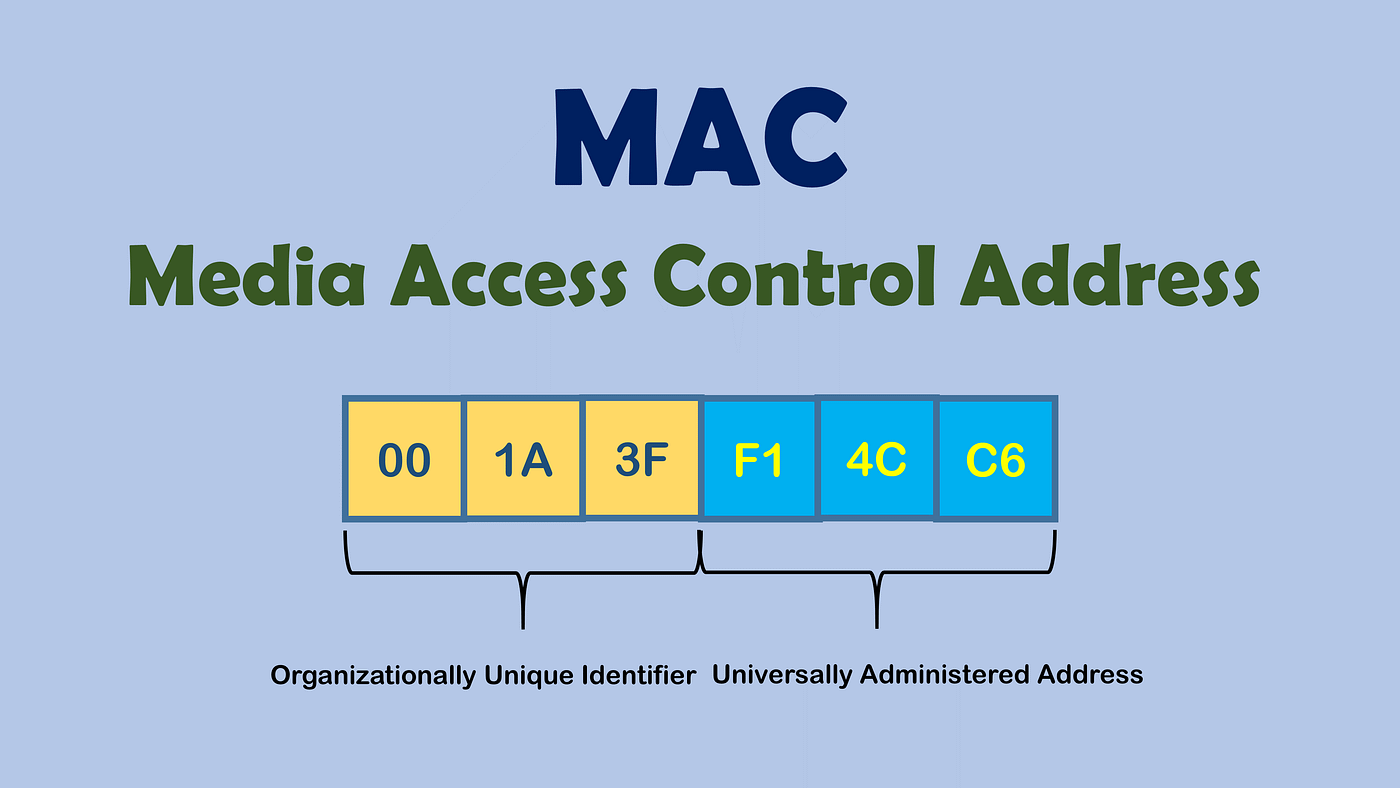 MAC
Media Access Control Address
00 1A 3F F1 4C C6
Organizationally Unique Identifier Universally Administered Address